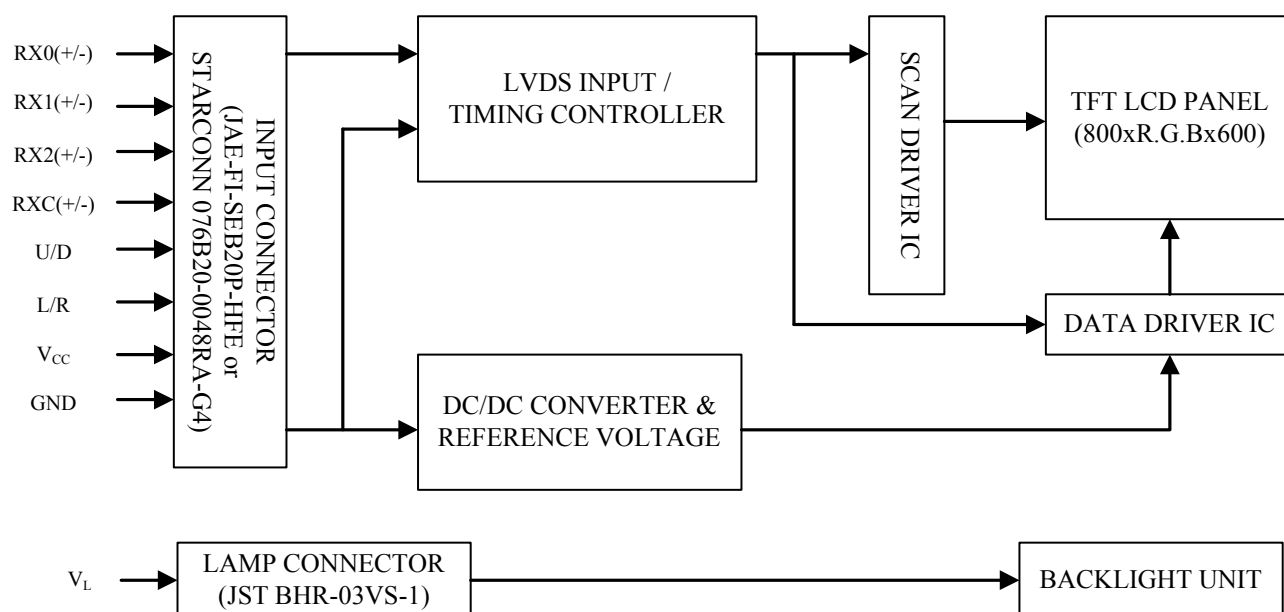 RX0(+/-)
RX1(+/-)
RX2(+/-)
RXC(+/-)
U/D
L/R
VCC
GND
INPUT CONNECTOR
(JAE-FI-SEB20P-HFE or
STARCONN 076B20-0048RA-G4)
LVDS INPUT /
TIMING CONTROLLER
SCAN DRIVER IC
TFT LCD PANEL
(800xR.G.Bx600)
DATA DRIVER IC
DC/DC CONVERTER &
REFERENCE VOLTAGE
VL
LAMP CONNECTOR
(JST BHR-03VS-1)
BACKLIGHT UNIT